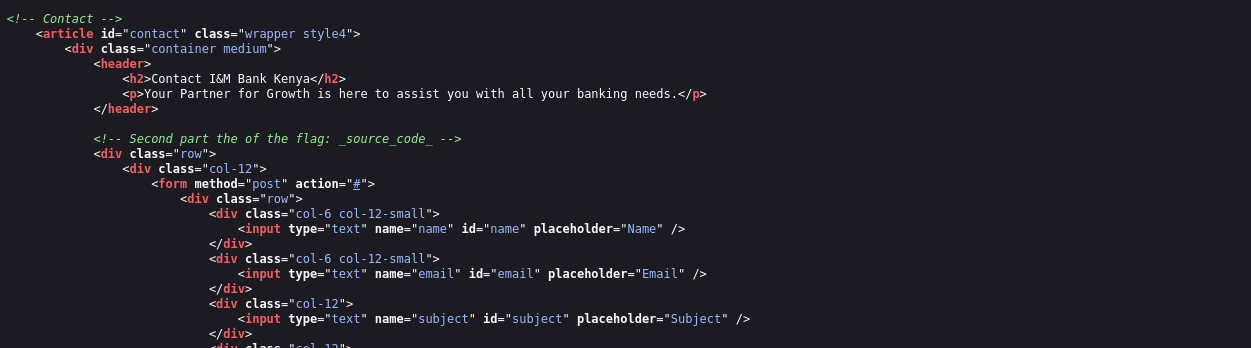 <!-- Contact -->
<article id="contact" class="wrapper style4">
<div class="container medium">
<header>
<h2>Contact I&M Bank Kenya</h2>
<p>Your Partner for Growth is here to assist you with all your banking needs.</p>
</header>
<!-- Second part the of the flag: _source_code_ -->
<div class="row">
<div class="col-12">
<form method="post" action="#">
<div class="row">
<div class="col-6 col-12-small">
<input type="text" name="name" id="name" placeholder="Name" />
</div>
<div class="col-6 col-12-small">
<input type="text" name="email" id="email" placeholder="Email" />
</div>
<div class="col-12">
<input type="text" name="subject" id="subject" placeholder="Subject" />
</div>
<div class="col-12">